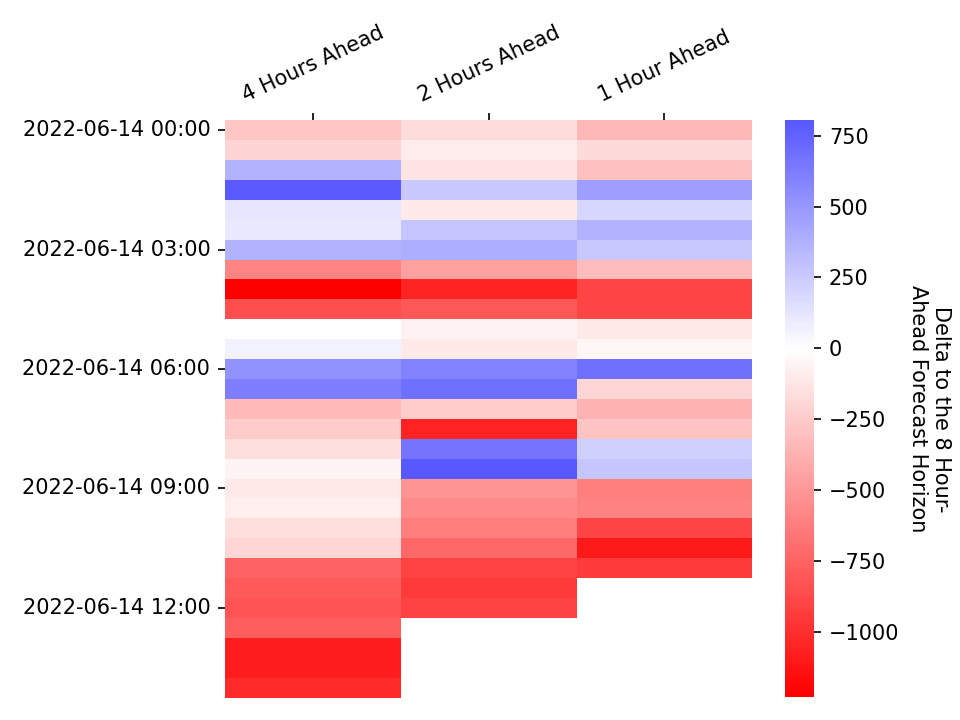 4 Hours Ahead
2 Hours Ahead
1 Hour Ahead
2022-06-14 00:00
2022-06-14 03:00
2022-06-14 06:00
2022-06-14 09:00
2022-06-14 12:00
750
500
250
0
−250
−500
−750
−1000
Delta to the 8 Hour-
Ahead Forecast Horizon